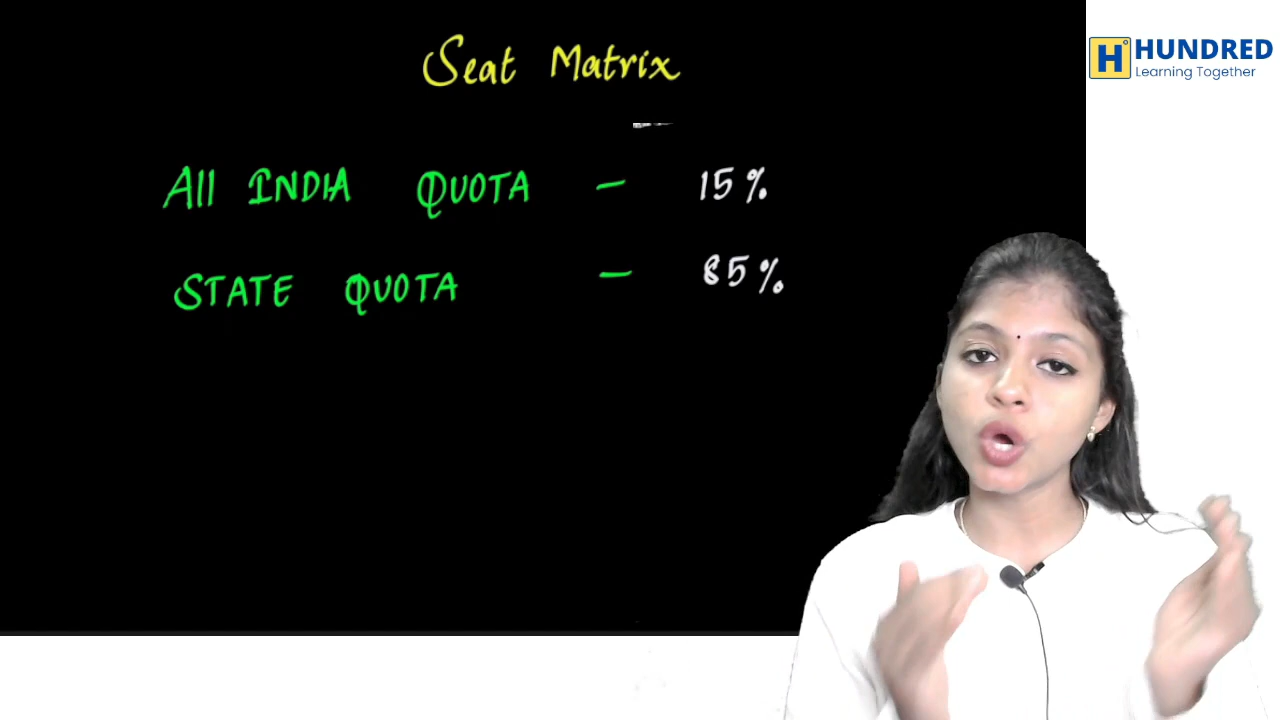 Seat Matrix
All INDIA QUOTA - 15%
STATE QUOTA - 85%
H° HUNDRED
Learning Together